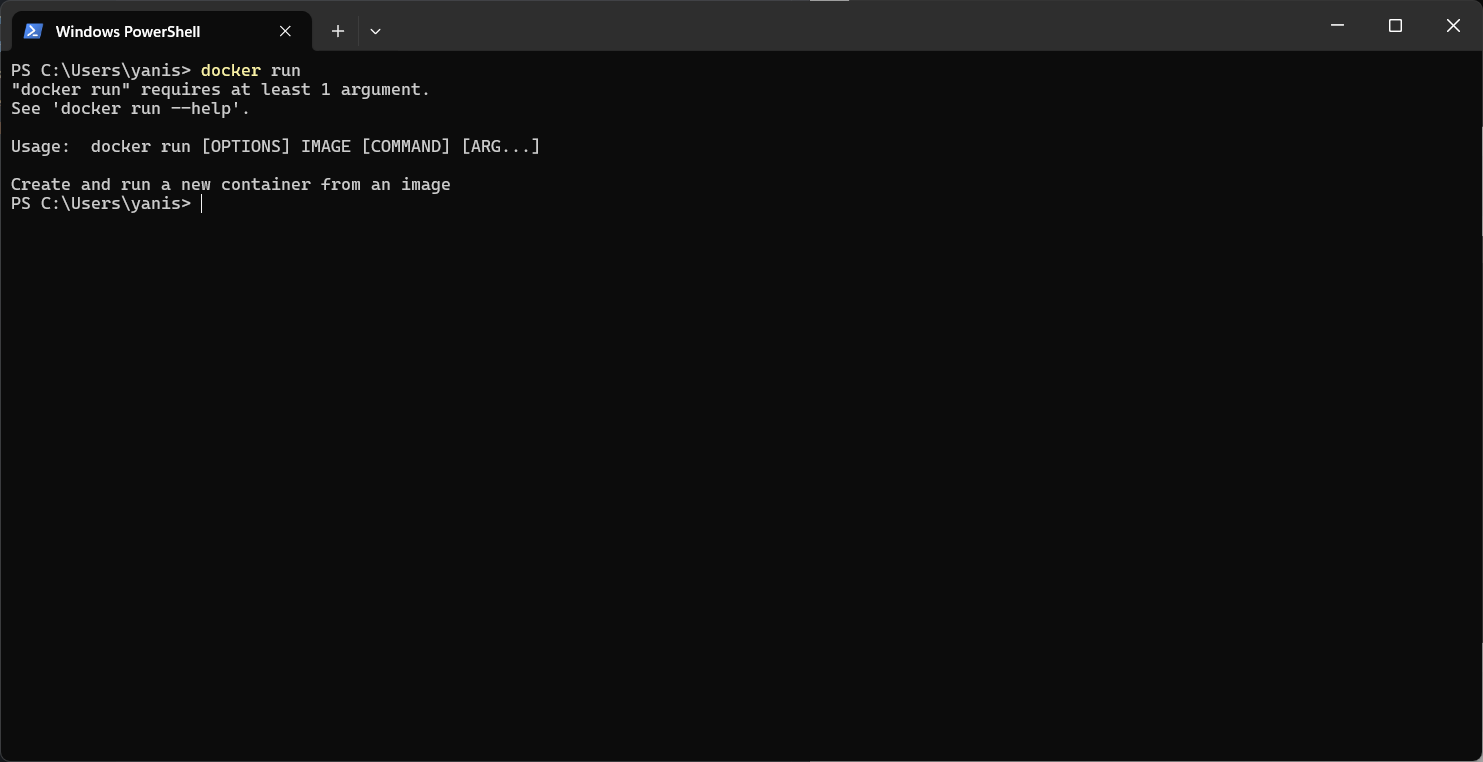 Windows PowerShell
PS C:\Users\yanis> docker run
"docker run" requires at least 1 argument.
See 'docker run --help'.
Usage:  docker run [OPTIONS] IMAGE [COMMAND] [ARG...]
Create and run a new container from an image
PS C:\Users\yanis>